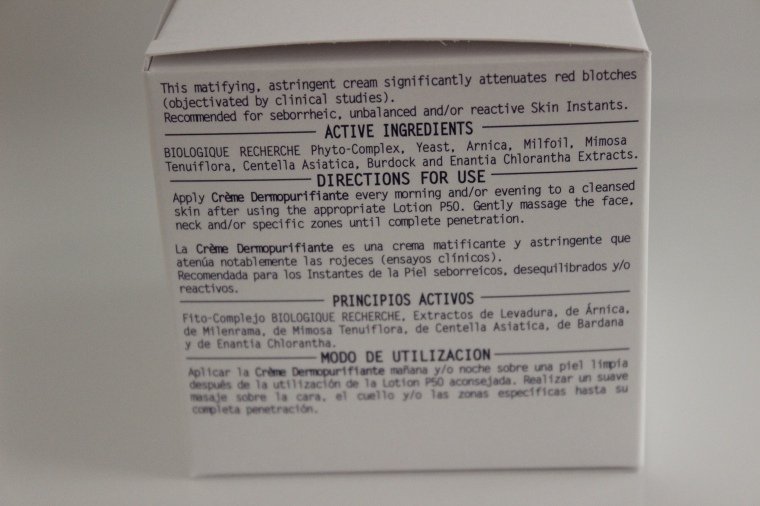 This matifying, astringent cream significantly attenuates red blotches
(objectivated by clinical studies).
Recommended for seborrheic, unbalanced and/or reactive Skin Instants.
ACTIVE INGREDIENTS
BIOLOGIQUE RECHERCHE Phyto-Complex, Yeast, Arnica, Milfoil, Mimosa
Tenuiflora, Centella Asiatica, Burdock and Enantia Chlorantha Extracts.
DIRECTIONS FOR USE
Apply Crème Dermopurifiante every morning and/or evening to a cleansed
skin after using the appropriate Lotion P50. Gently massage the face,
neck and/or specific zones until complete penetration.
La Crème Dermopurifiante es una crema matificante y astringente que
atenúa notablemente las rojeces (ensayos clínicos).
Recomendada para los Instantes de la Piel seborreicos, desequilibrados y/o
reactivos.
PRINCIPIOS ACTIVOS
Fito-Complejo BIOLOGIQUE RECHERCHE, Extractos de Levadura, de Árnica,
de Milenrama, de Mimosa Tenuiflora, de Centella Asiatica, de Bardana
y de Enantia Chlorantha.
MODO DE UTILIZACION
Aplicar la Crème Dermopurifiante mañana y/o noche sobre una piel limpia
después de la utilización de la Lotion P50 aconsejada. Realizar un suave
masaje sobre la cara, el cuello y/o las zonas específicas hasta su
completa penetración.